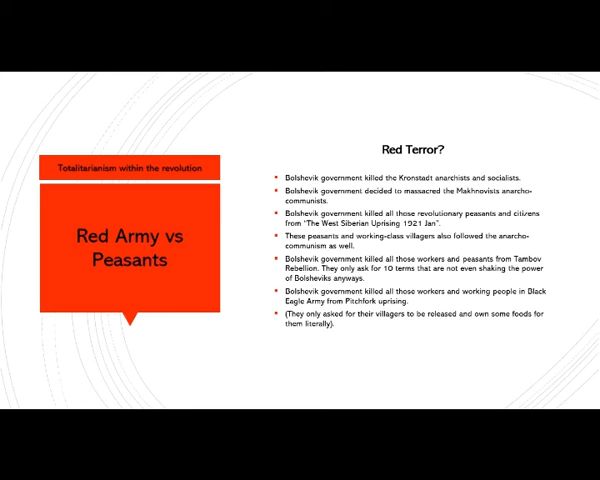 Totalitarianism within the revolution
Red Army vs
Peasants
Red Terror?
Bolshevik government killed the Kronstadt anarchists and socialists.
Bolshevik government decided to massacred the Makhnovists anarcho-
communists.
Bolshevik government killed all those revolutionary peasants and citizens
from "The West Siberian Uprising 1921 Jan".
These peasants and working-class villagers also followed the anarcho-
communism as well.
Bolshevik government killed all those workers and peasants from Tambov
Rebellion. They only ask for 10 terms that are not even shaking the power
of Bolsheviks anyways.
Bolshevik government killed all those workers and working people in Black
Eagle Army from Pitchfork uprising.
(They only asked for their villagers to be released and own some foods for
them literally).